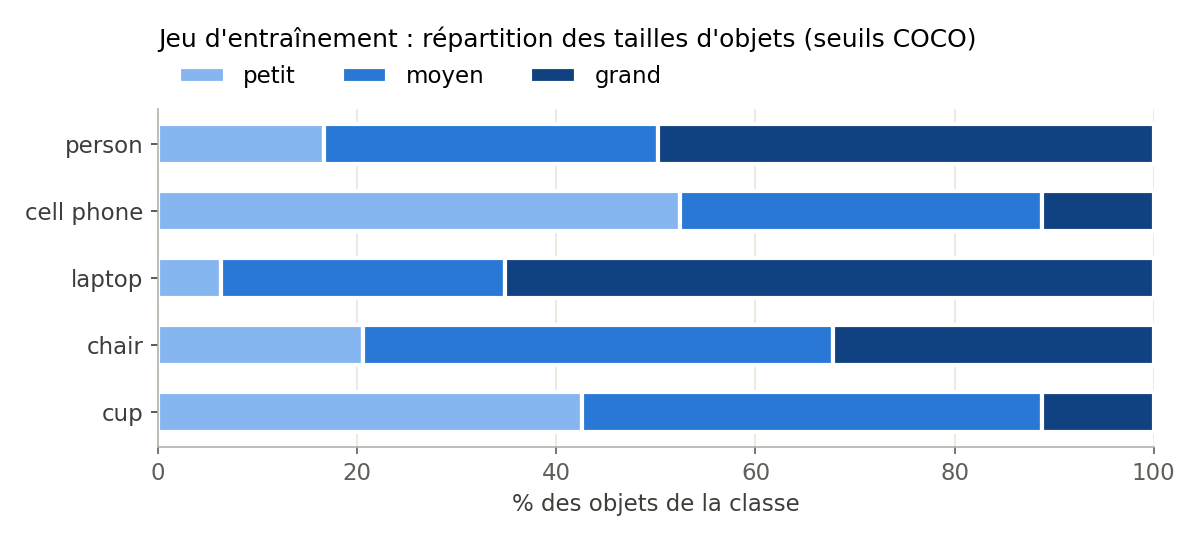 Jeu d'entraînement : répartition des tailles d'objets (seuils COCO)
petit moyen grand
person
cell phone
laptop
chair
cup
0 20 40 60 80 100
% des objets de la classe